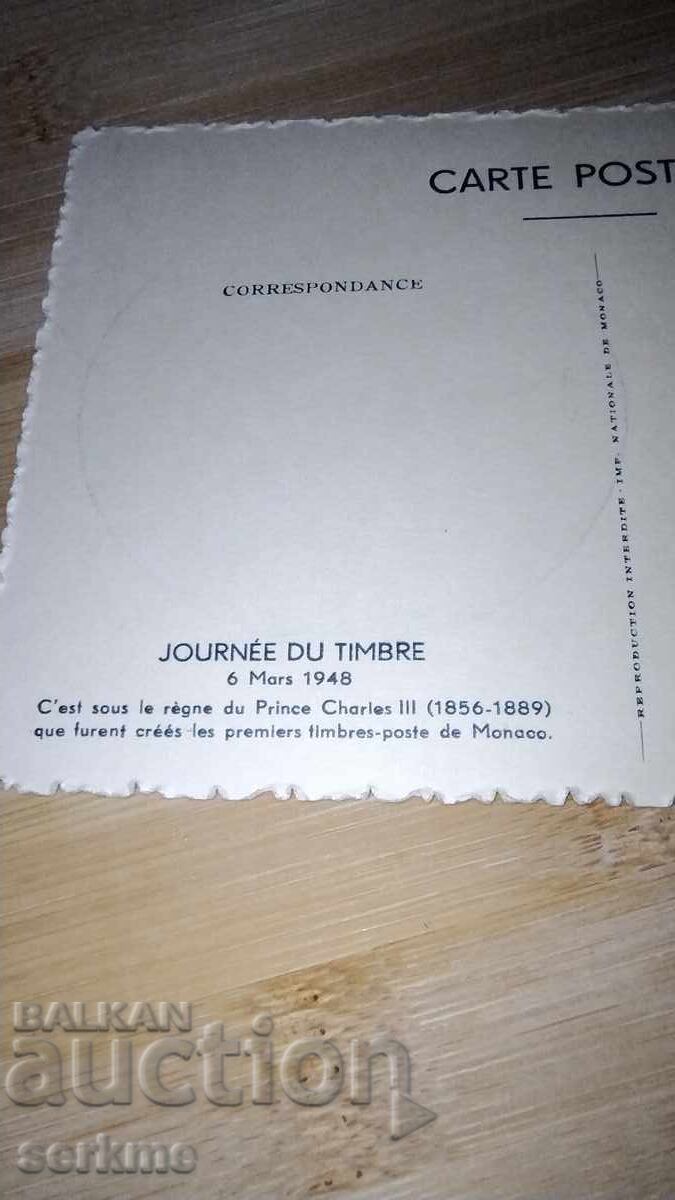 CARTE POST
CORRESPONDANCE
REPRODUCTION INTERDITE - IMP. NATIONALE DE MONACO
JOURNÉE DU TIMBRE
6 Mars 1948
C'est sous le règne du Prince Charles III (1856-1889)
que furent créés les premiers timbres-poste de Monaco.
BALKAN
auction
serkme